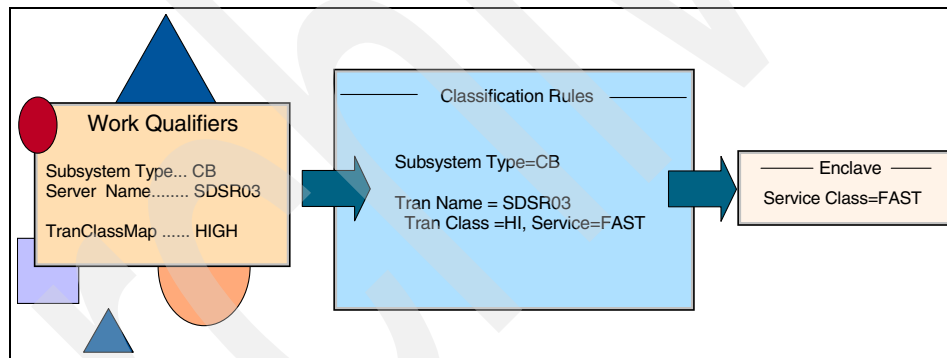 Work Qualifiers
Subsystem Type... CB
Server Name........ SDSR03
TranClassMap ...... HIGH
Classification Rules
Subsystem Type=CB
Tran Name = SDSR03
Tran Class =HI, Service=FAST
Enclave
Service Class=FAST